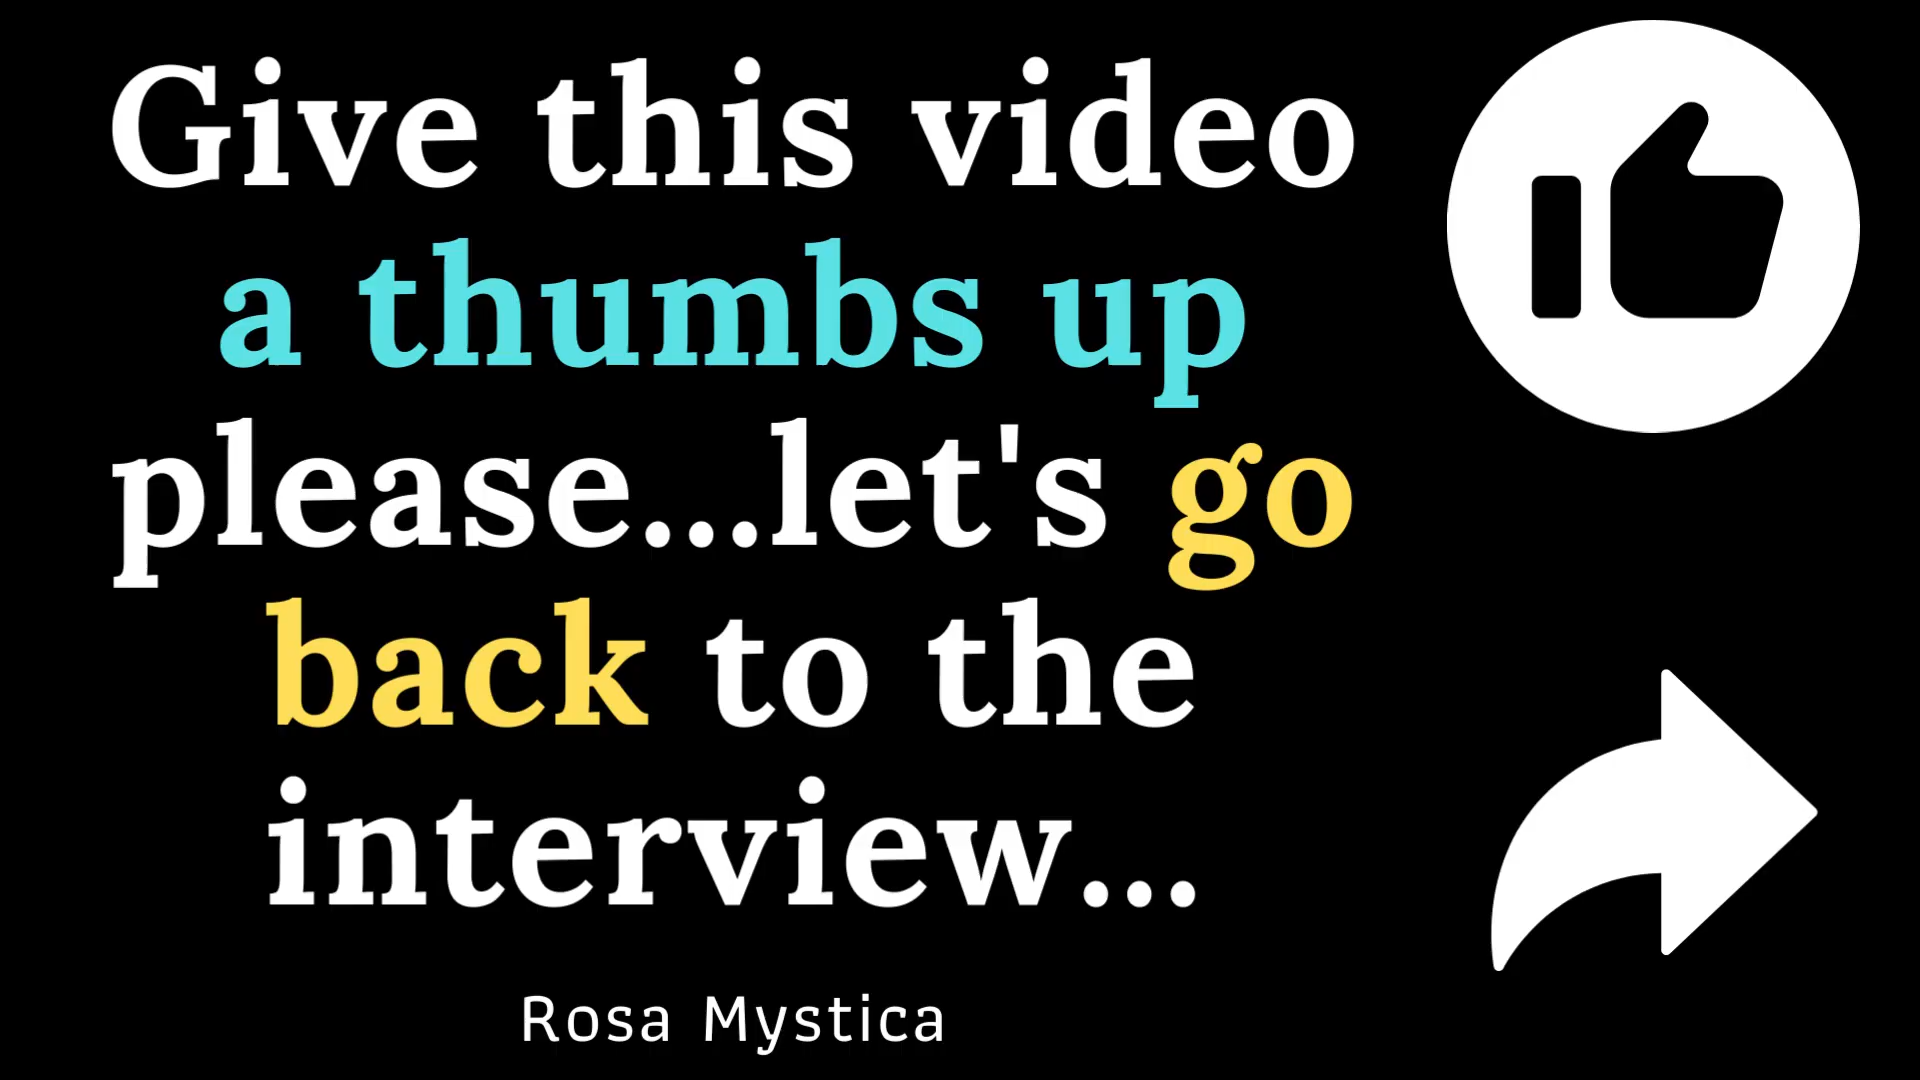 Give this video
a thumbs up
please...let's go
back to the
interview...
Rosa Mystica